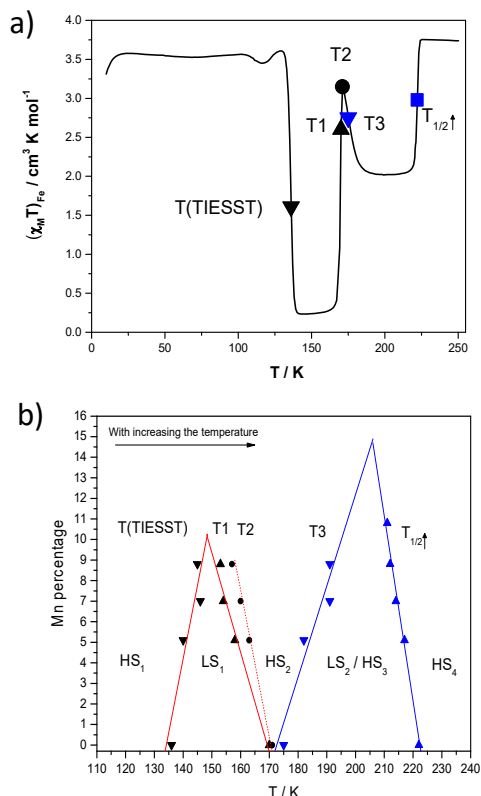 a)
4.0
3.5
3.0
2.5
2.0
1.5
1.0
0.5
0.0
(χMT)Fe / cm³ K mol⁻¹
T2
T1
T3
T1/2↑
T(TIESST)
0 50 100 150 200 250
T / K
b)
16
15
14
13
12
11
10
9
8
7
6
5
4
3
2
1
0
Mn percentage
With increasing the temperature
T(TIESST) T1 T2 T3 T1/2↑
HS₁ LS₁ HS₂ LS₂ / HS₃ HS₄
110 120 130 140 150 160 170 180 190 200 210 220 230 240
T / K